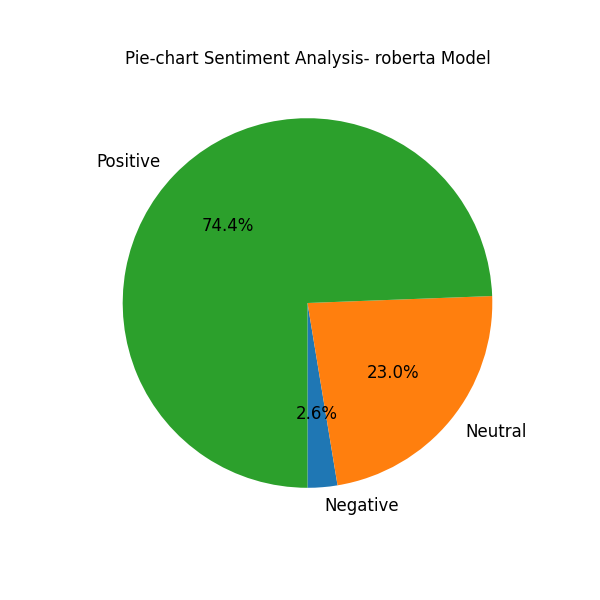 Pie-chart Sentiment Analysis- roberta Model
Positive
74.4%
23.0%
2.6%
Neutral
Negative